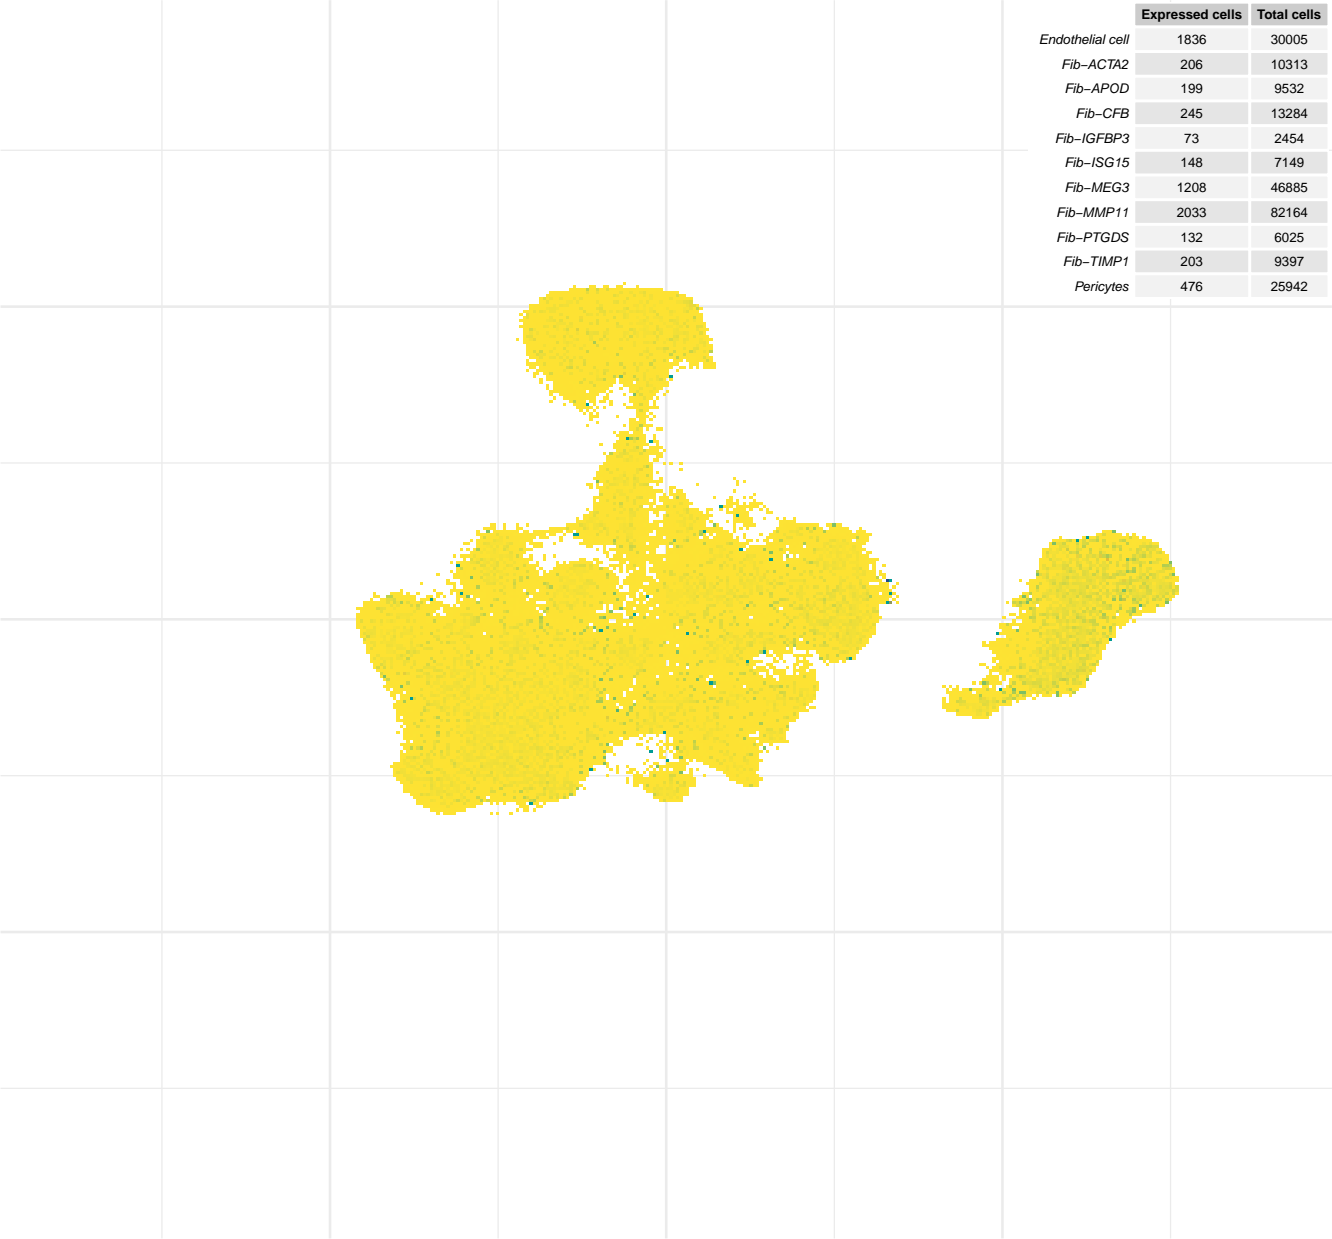 Expressed cells Total cells
Endothelial cell 1836 30005
Fib−ACTA2 206 10313
Fib−APOD 199 9532
Fib−CFB 245 13284
Fib−IGFBP3 73 2454
Fib−ISG15 148 7149
Fib−MEG3 1208 46885
Fib−MMP11 2033 82164
Fib−PTGDS 132 6025
Fib−TIMP1 203 9397
Pericytes 476 25942